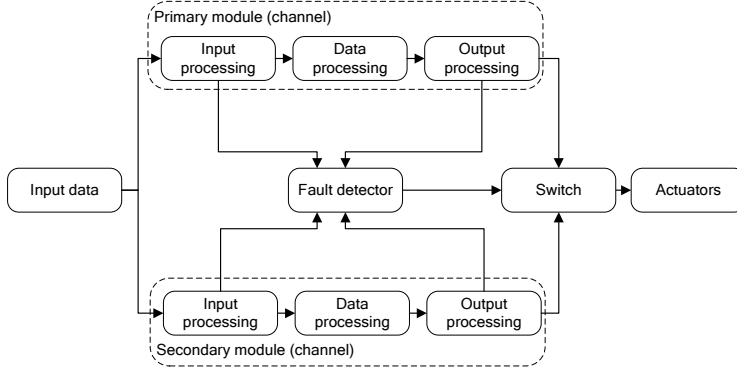 Primary module (channel)
Input
processing
Data
processing
Output
processing
Input data
Fault detector
Switch
Actuators
Input
processing
Data
processing
Output
processing
Secondary module (channel)